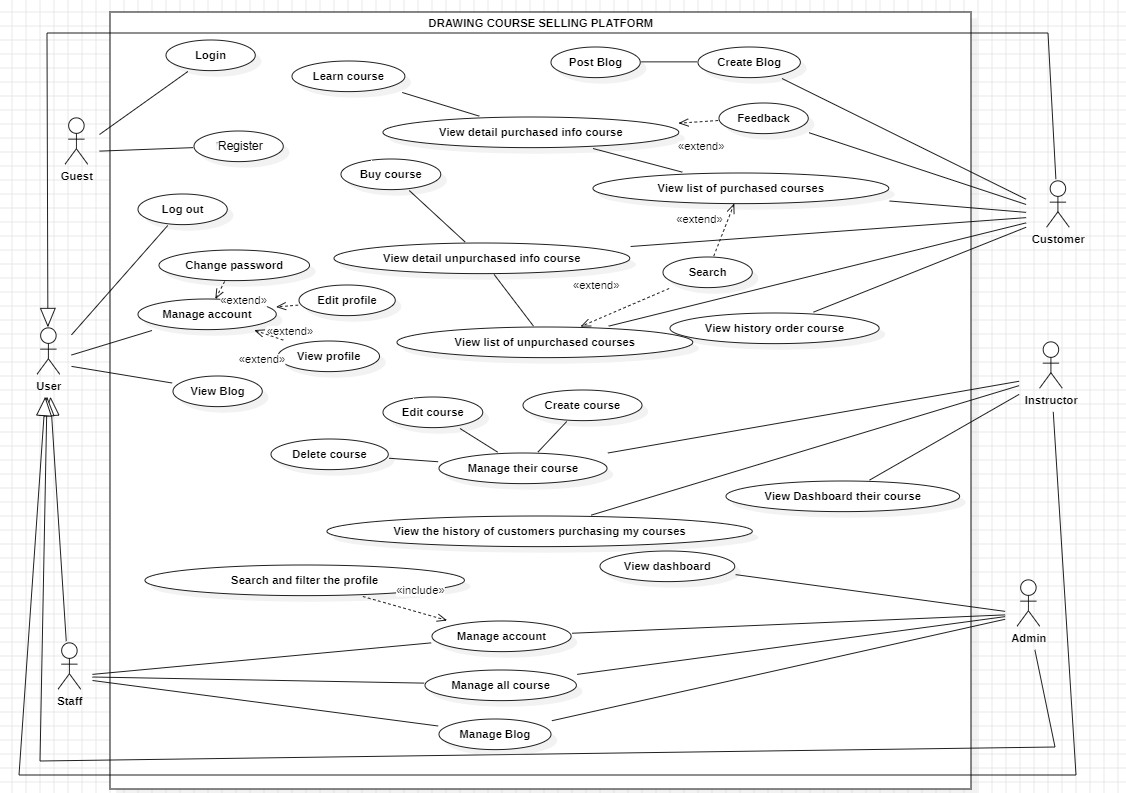 DRAWING COURSE SELLING PLATFORM
Login
Learn course
Post Blog
Create Blog
View detail purchased info course
Feedback
«extend»
Guest
Register
Buy course
View list of purchased courses
Log out
«extend»
Customer
Change password
View detail unpurchased info course
Search
«extend»
«extend»
Edit profile
Manage account
«extend»
View history order course
View list of unpurchased courses
«extend»
View profile
User
View Blog
Edit course
Create course
Instructor
Delete course
Manage their course
View Dashboard their course
View the history of customers purchasing my courses
View dashboard
Search and filter the profile
«include»
Manage account
Admin
Manage all course
Staff
Manage Blog